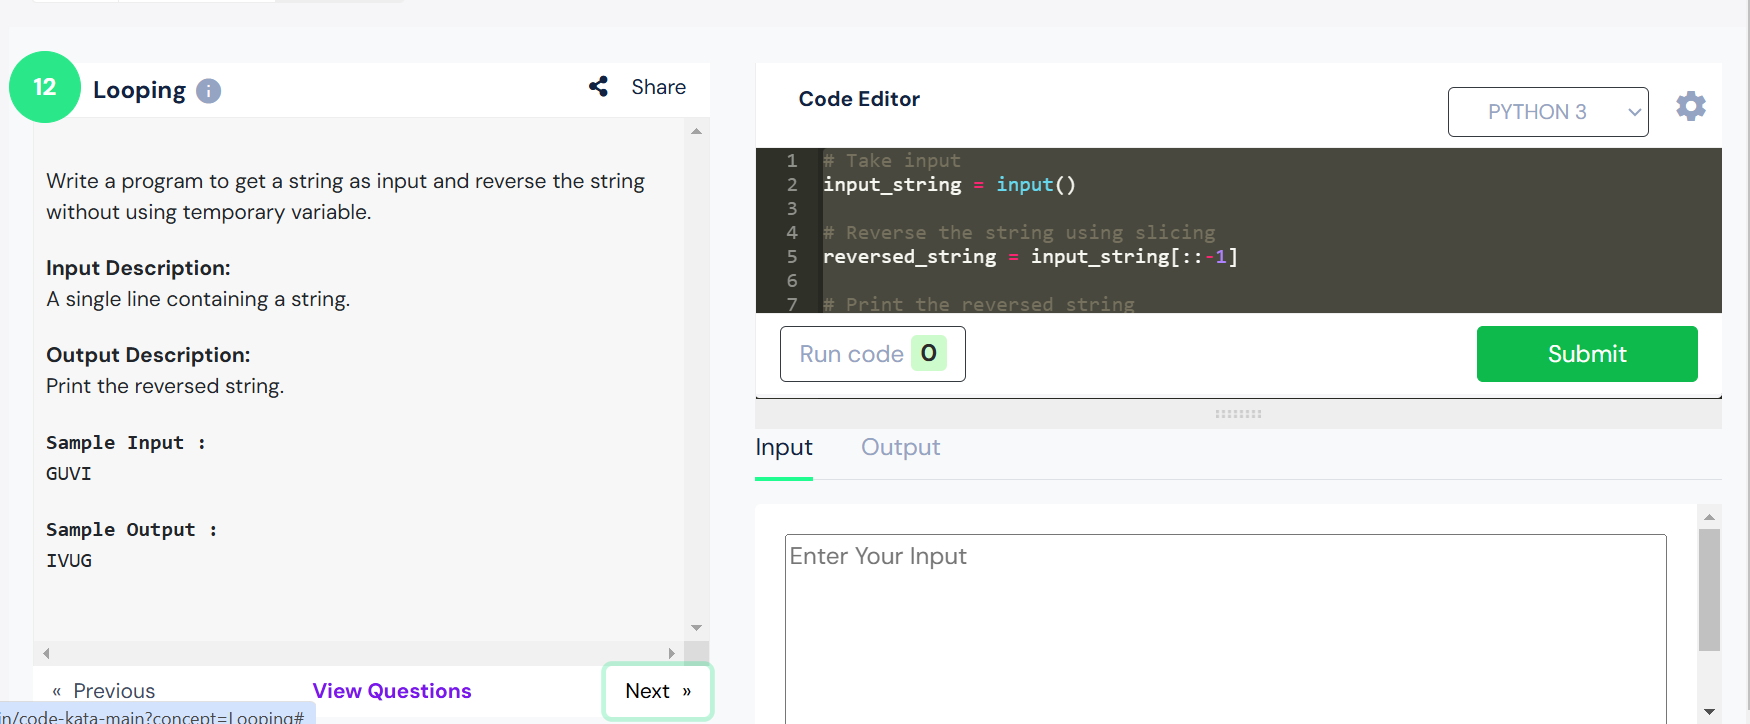 12
Looping
Share
Write a program to get a string as input and reverse the string
without using temporary variable.
Input Description:
A single line containing a string.
Output Description:
Print the reversed string.
Sample Input :
GUVI
Sample Output :
IVUG
« Previous
View Questions
Next »
in/code-kata-main?concept=Looping#
Code Editor
PYTHON 3
1 # Take input
2 input_string = input()
3
4 # Reverse the string using slicing
5 reversed_string = input_string[::-1]
6
7 # Print the reversed string
Run code 0
Submit
Input
Output
Enter Your Input